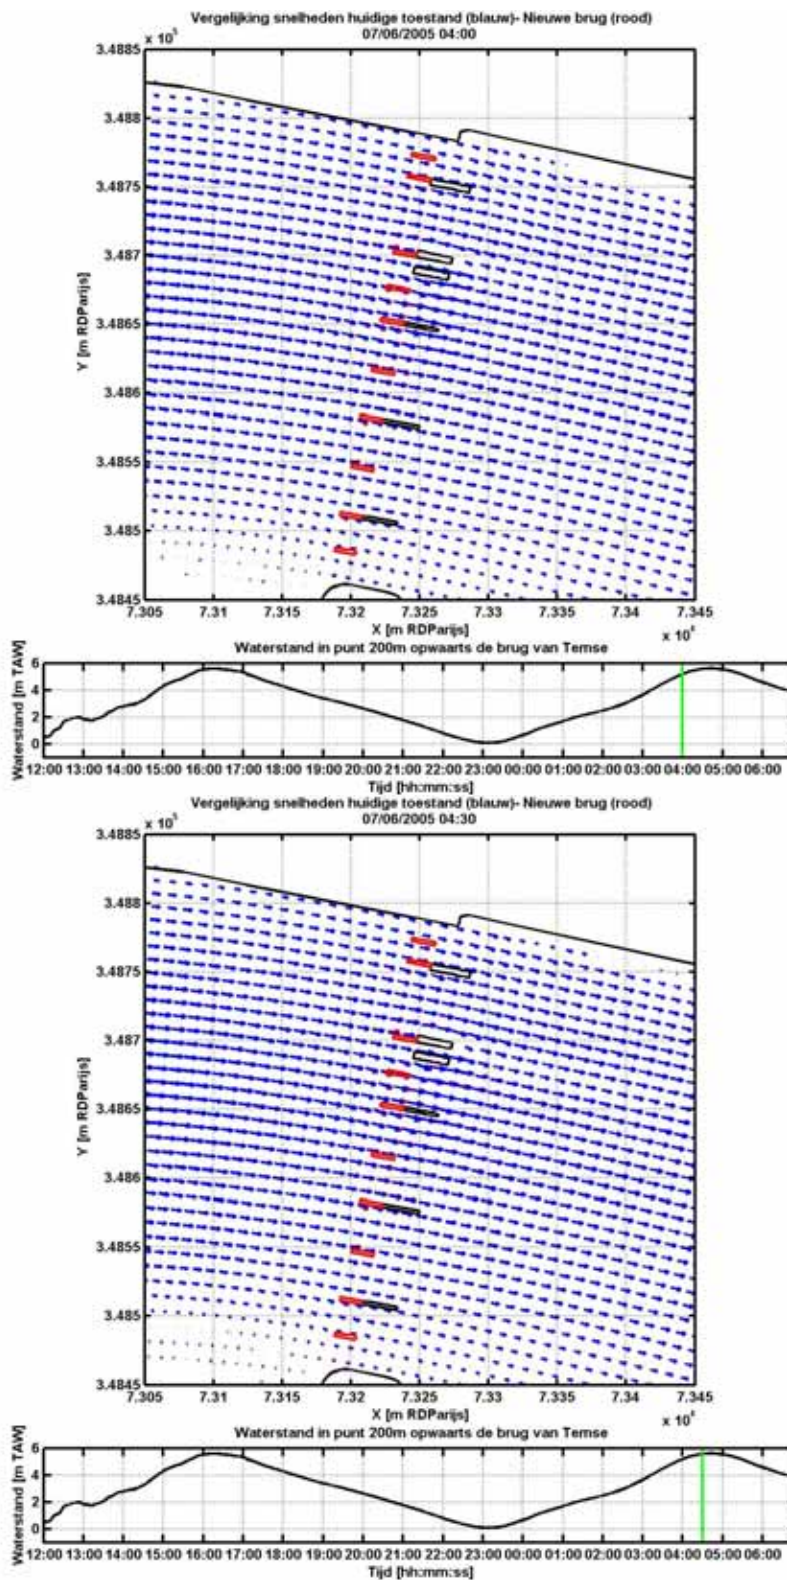 Vergelijking snelheden huidige toestand (blauw)- Nieuwe brug (rood)
07/06/2005 04:00
x 10⁵
3.4885
3.488
3.4875
3.487
3.4865
3.486
3.4855
3.485
3.4845
Y [m RDParijs]
7.305 7.31 7.315 7.32 7.325 7.33 7.335 7.34 7.345
X [m RDParijs]
x 10⁴
Waterstand in punt 200m opwaarts de brug van Temse
Waterstand [m TAW]
6
4
2
0
12:00 13:00 14:00 15:00 16:00 17:00 18:00 19:00 20:00 21:00 22:00 23:00 00:00 01:00 02:00 03:00 04:00 05:00 06:00
Tijd [hh:mm:ss]
Vergelijking snelheden huidige toestand (blauw)- Nieuwe brug (rood)
07/06/2005 04:30
x 10⁵
3.4885
3.488
3.4875
3.487
3.4865
3.486
3.4855
3.485
3.4845
Y [m RDParijs]
7.305 7.31 7.315 7.32 7.325 7.33 7.335 7.34 7.345
X [m RDParijs]
x 10⁴
Waterstand in punt 200m opwaarts de brug van Temse
Waterstand [m TAW]
6
4
2
0
12:00 13:00 14:00 15:00 16:00 17:00 18:00 19:00 20:00 21:00 22:00 23:00 00:00 01:00 02:00 03:00 04:00 05:00 06:00
Tijd [hh:mm:ss]